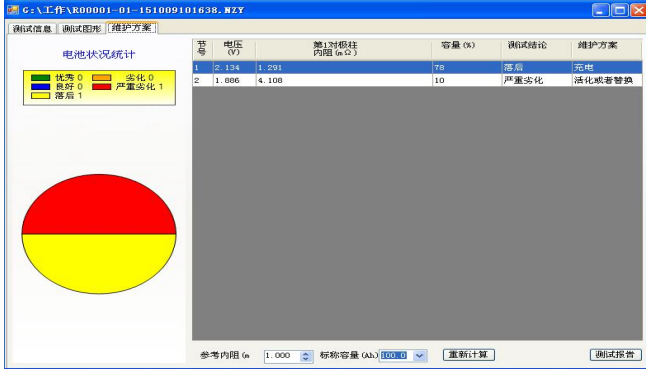 G:\工作\R00001-01-151009101638.NZY
测试信息 测试图形 维护方案
电池状况统计
优秀 0 劣化 0
良好 0 严重劣化 1
落后 1
节号 电压(V) 第1对极柱内阻(mΩ) 容量(%) 测试结论 维护方案
1 2.134 1.291 78 落后 充电
2 1.886 4.108 10 严重劣化 活化或者替换
参考内阻(m 1.000 标称容量(Ah) 100.0 重新计算 测试报告